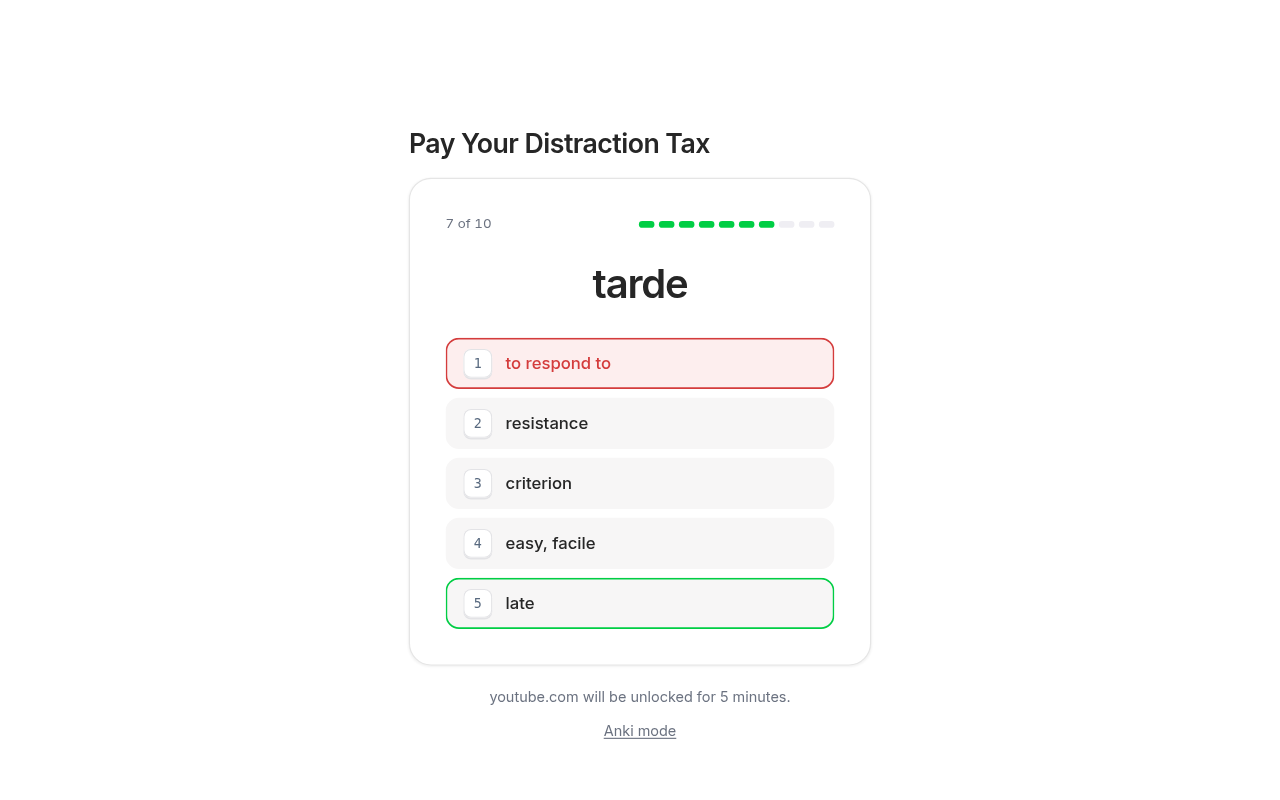 Pay Your Distraction Tax
7 of 10
tarde
1 to respond to
2 resistance
3 criterion
4 easy, facile
5 late
youtube.com will be unlocked for 5 minutes.
Anki mode